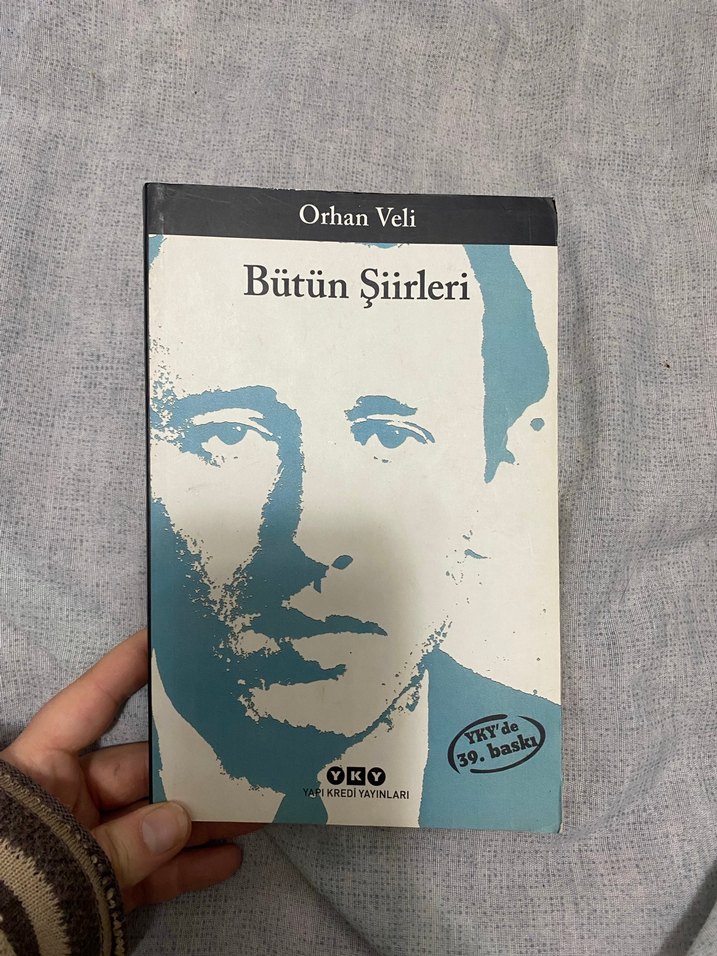 Orhan Veli
Bütün Şiirleri
YKY'de
39. baskı
YKY
YAPI KREDİ YAYINLARI